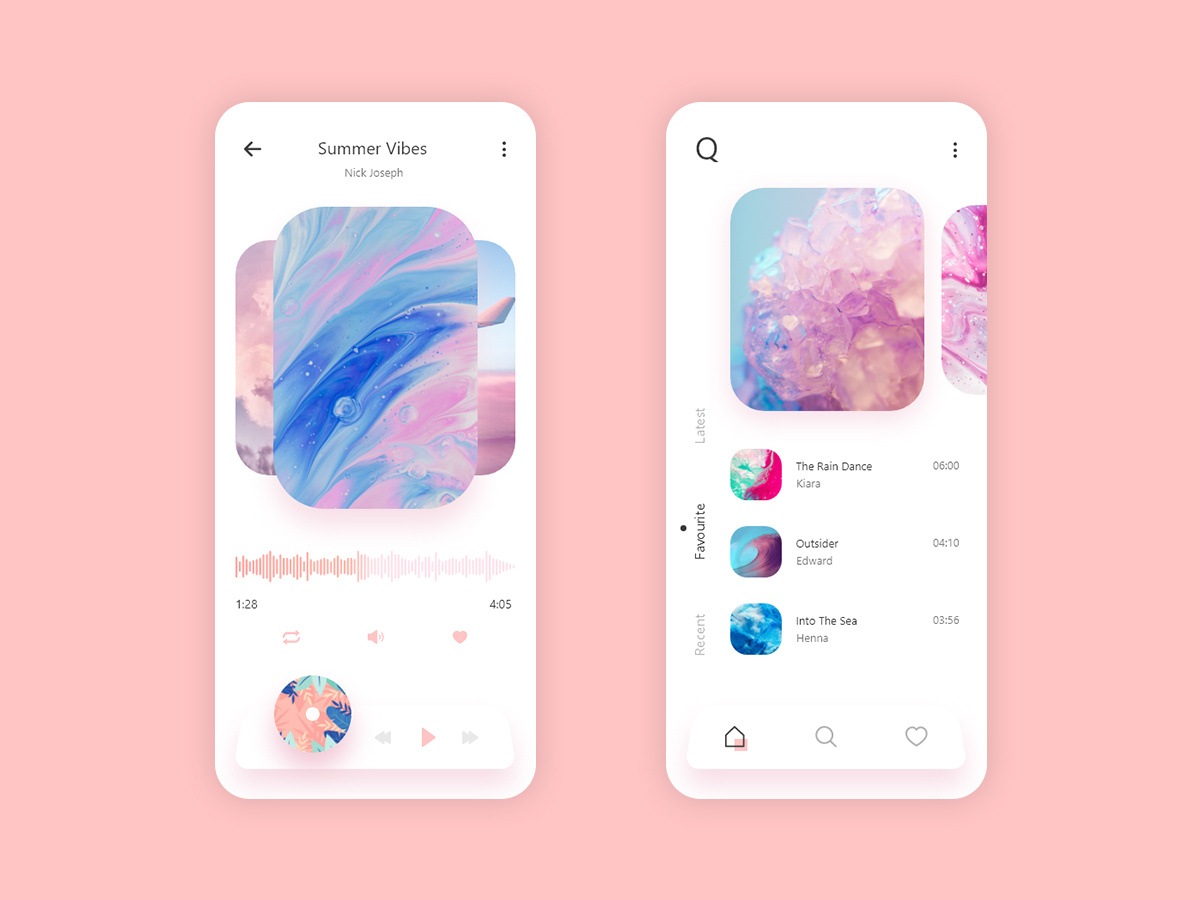 Summer Vibes
Nick Joseph
1:28
4:05
Q
Latest
Favourite
Recent
The Rain Dance
Kiara
06:00
Outsider
Edward
04:10
Into The Sea
Henna
03:56